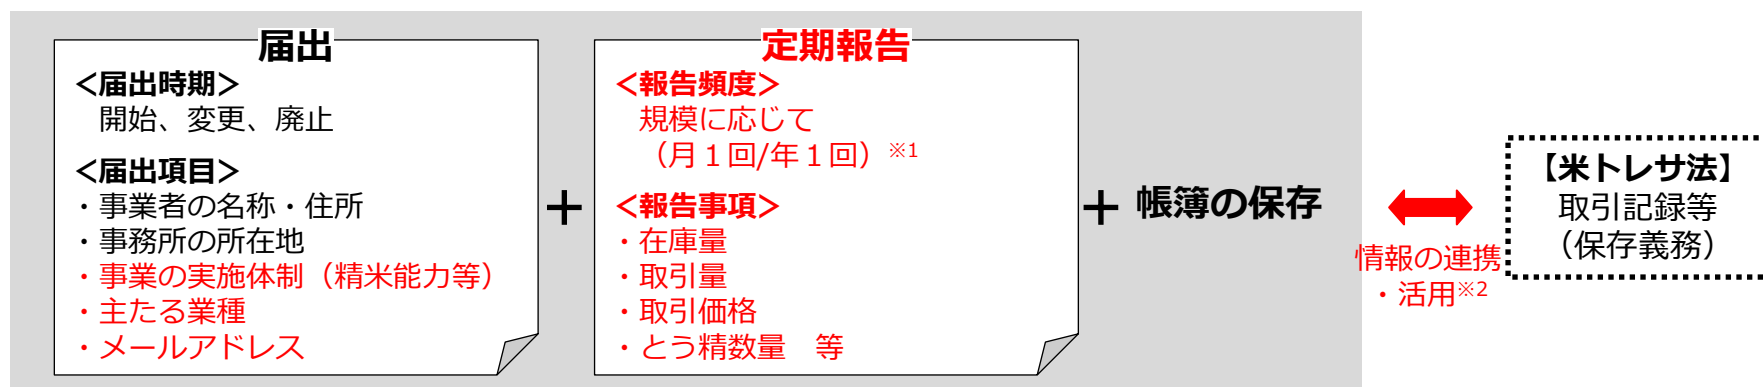 届出
<届出時期>
開始、変更、廃止
<届出項目>
・事業者の名称・住所
・事務所の所在地
・事業の実施体制（精米能力等）
・主たる業種
・メールアドレス
＋
定期報告
<報告頻度>
規模に応じて
（月１回/年１回）※1
<報告事項>
・在庫量
・取引量
・取引価格
・とう精数量　等
＋
帳簿の保存
情報の連携
・活用※2
【米トレサ法】
取引記録等
（保存義務）